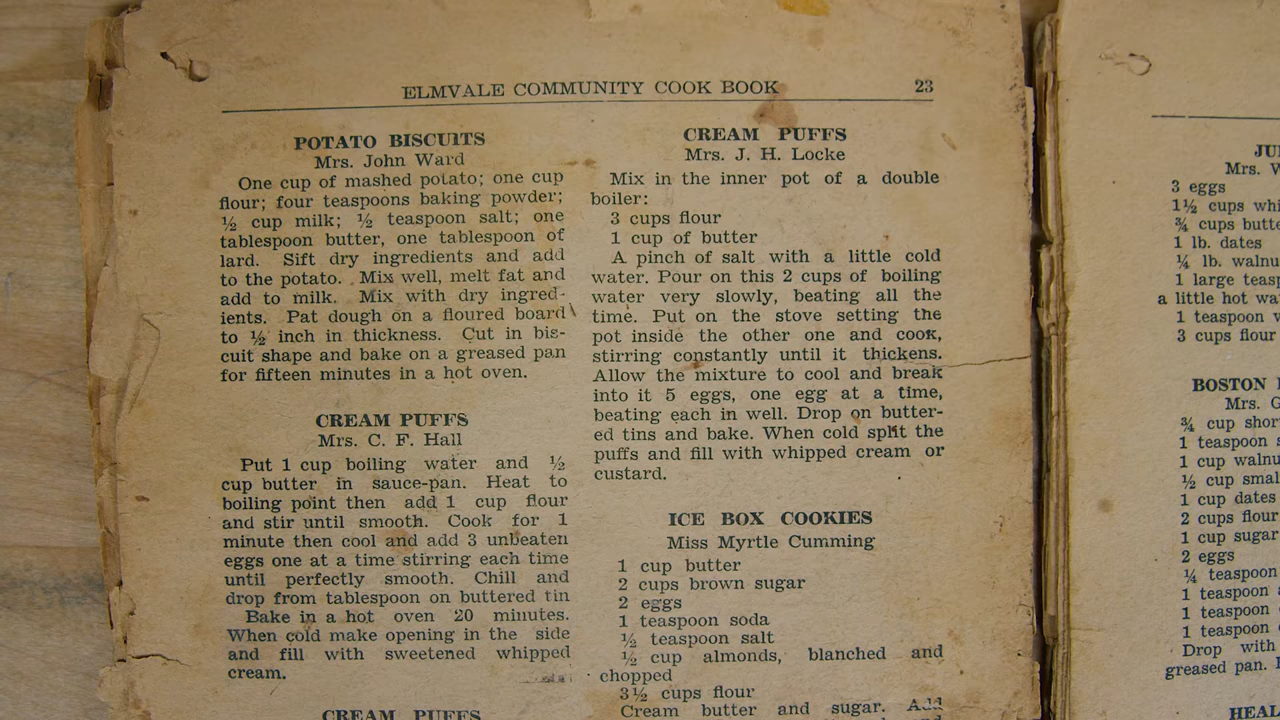 ELMVALE COMMUNITY COOK BOOK 23
POTATO BISCUITS
Mrs. John Ward
One cup of mashed potato; one cup
flour; four teaspoons baking powder;
½ cup milk; ½ teaspoon salt; one
tablespoon butter, one tablespoon of
lard. Sift dry ingredients and add
to the potato. Mix well, melt fat and
add to milk. Mix with dry ingred-
ients. Pat dough on a floured board
to ½ inch in thickness. Cut in bis-
cuit shape and bake on a greased pan
for fifteen minutes in a hot oven.
CREAM PUFFS
Mrs. C. F. Hall
Put 1 cup boiling water and ½
cup butter in sauce-pan. Heat to
boiling point then add 1 cup flour
and stir until smooth. Cook for 1
minute then cool and add 3 unbeaten
eggs one at a time stirring each time
until perfectly smooth. Chill and
drop from tablespoon on buttered tin
Bake in a hot oven 20 minutes.
When cold make opening in the side
and fill with sweetened whipped
cream.
CREAM PUFFS
CREAM PUFFS
Mrs. J. H. Locke
Mix in the inner pot of a double
boiler:
3 cups flour
1 cup of butter
A pinch of salt with a little cold
water. Pour on this 2 cups of boiling
water very slowly, beating all the
time. Put on the stove setting the
pot inside the other one and cook,
stirring constantly until it thickens.
Allow the mixture to cool and break
into it 5 eggs, one egg at a time,
beating each in well. Drop on butter-
ed tins and bake. When cold split the
puffs and fill with whipped cream or
custard.
ICE BOX COOKIES
Miss Myrtle Cumming
1 cup butter
2 cups brown sugar
2 eggs
1 teaspoon soda
½ teaspoon salt
½ cup almonds, blanched and
chopped
3½ cups flour
Cream butter and sugar. Add
Mrs.
3 eggs
1½ cups
¾ cups
1 lb. dates
¼ lb.
1 large
a little hot
1 teaspoon
3 cups flour
BOSTON
Mrs. G
¾ cup
1 teaspoon
1 cup
½ cup
1 cup dates
2 cups flour
1 cup sugar
2 eggs
¼ teaspoon
1 teaspoon
1 teaspoon
1 teaspoon
Drop with
greased pan.